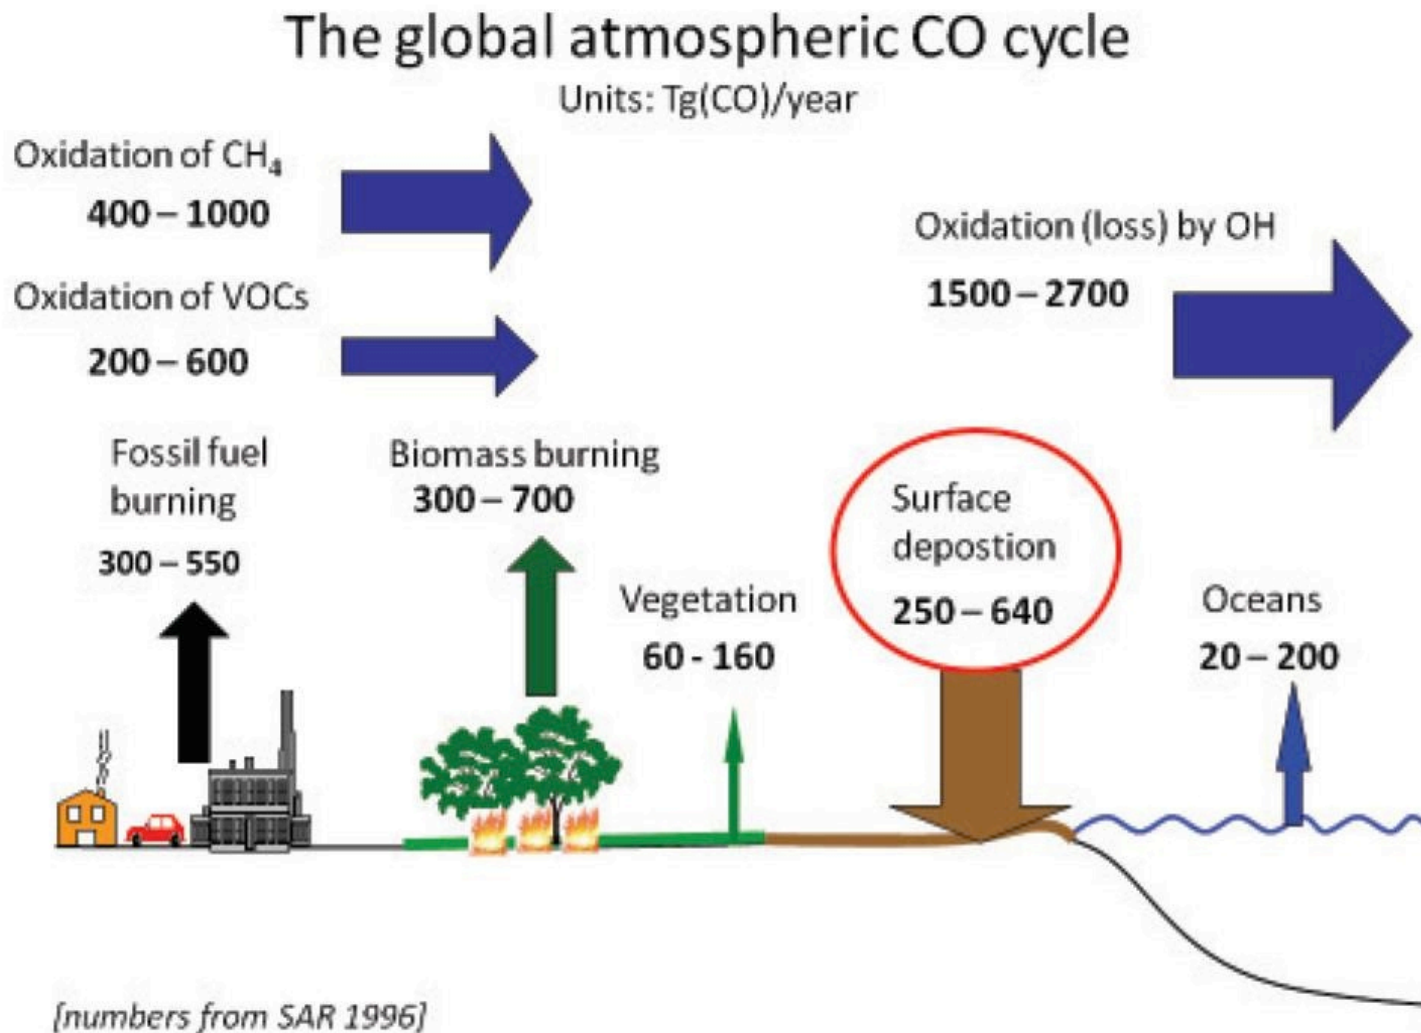 The global atmospheric CO cycle
Units: Tg(CO)/year
Oxidation of CH₄
400 – 1000
Oxidation of VOCs
200 – 600
Oxidation (loss) by OH
1500 – 2700
Fossil fuel
burning
300 – 550
Biomass burning
300 – 700
Vegetation
60 - 160
Surface
depostion
250 – 640
Oceans
20 – 200
[numbers from SAR 1996]